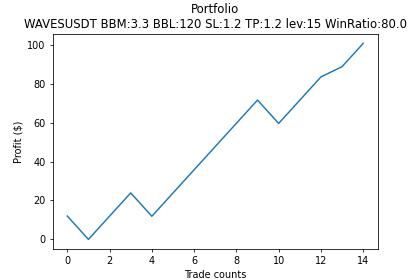 Portfolio
WAVESUSDT BBM:3.3 BBL:120 SL:1.2 TP:1.2 lev:15 WinRatio:80.0
100
80
60
40
20
0
Profit ($)
0 2 4 6 8 10 12 14
Trade counts